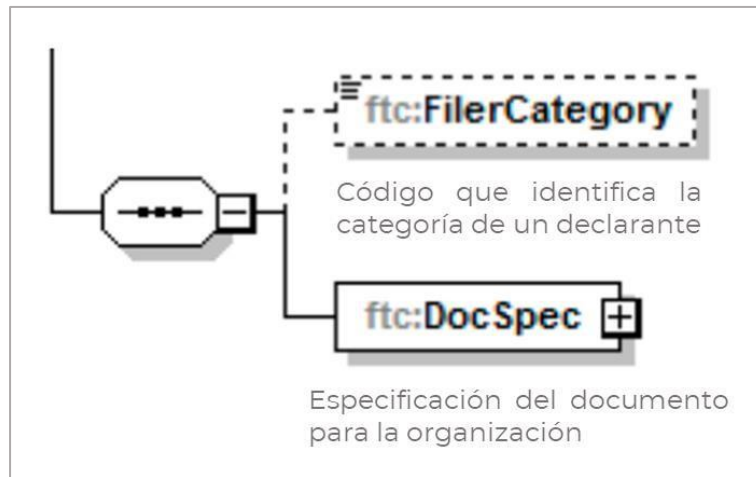 ftc:FilerCategory
Código que identifica la
categoría de un declarante
ftc:DocSpec
Especificación del documento
para la organización